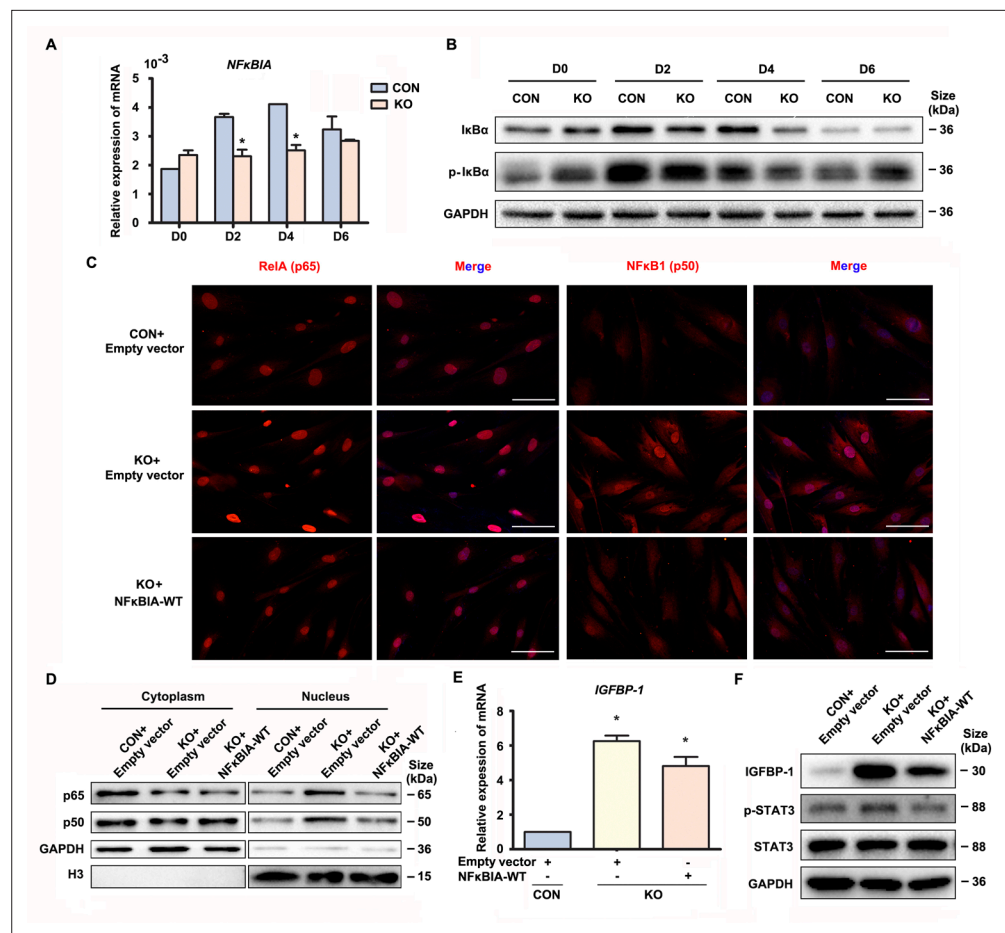 A
10⁻³
NFκBIA
Relative expression of mRNA
6
5
4
3
2
1
0
CON
KO
*
*
D0 D2 D4 D6
B
D0 D2 D4 D6
CON KO CON KO CON KO CON KO
Size
(kDa)
IκBα
- 36
p-IκBα
- 36
GAPDH
- 36
C
RelA (p65) Merge NFκB1 (p50) Merge
CON+
Empty vector
KO+
Empty vector
KO+
NFκBIA-WT
D
Cytoplasm Nucleus
CON+
Empty vector
KO+
Empty vector
KO+
NFκBIA-WT
CON+
Empty vector
KO+
Empty vector
KO+
NFκBIA-WT
Size
(kDa)
p65
- 65
p50
- 50
GAPDH
- 36
H3
- 15
E
IGFBP-1
Relative expression of mRNA
8
6
4
2
0
*
*
Empty vector + + -
NFκBIA-WT - - +
CON KO
F
CON+
Empty vector
KO+
Empty vector
KO+
NFκBIA-WT
Size
(kDa)
IGFBP-1
- 30
p-STAT3
- 88
STAT3
- 88
GAPDH
- 36